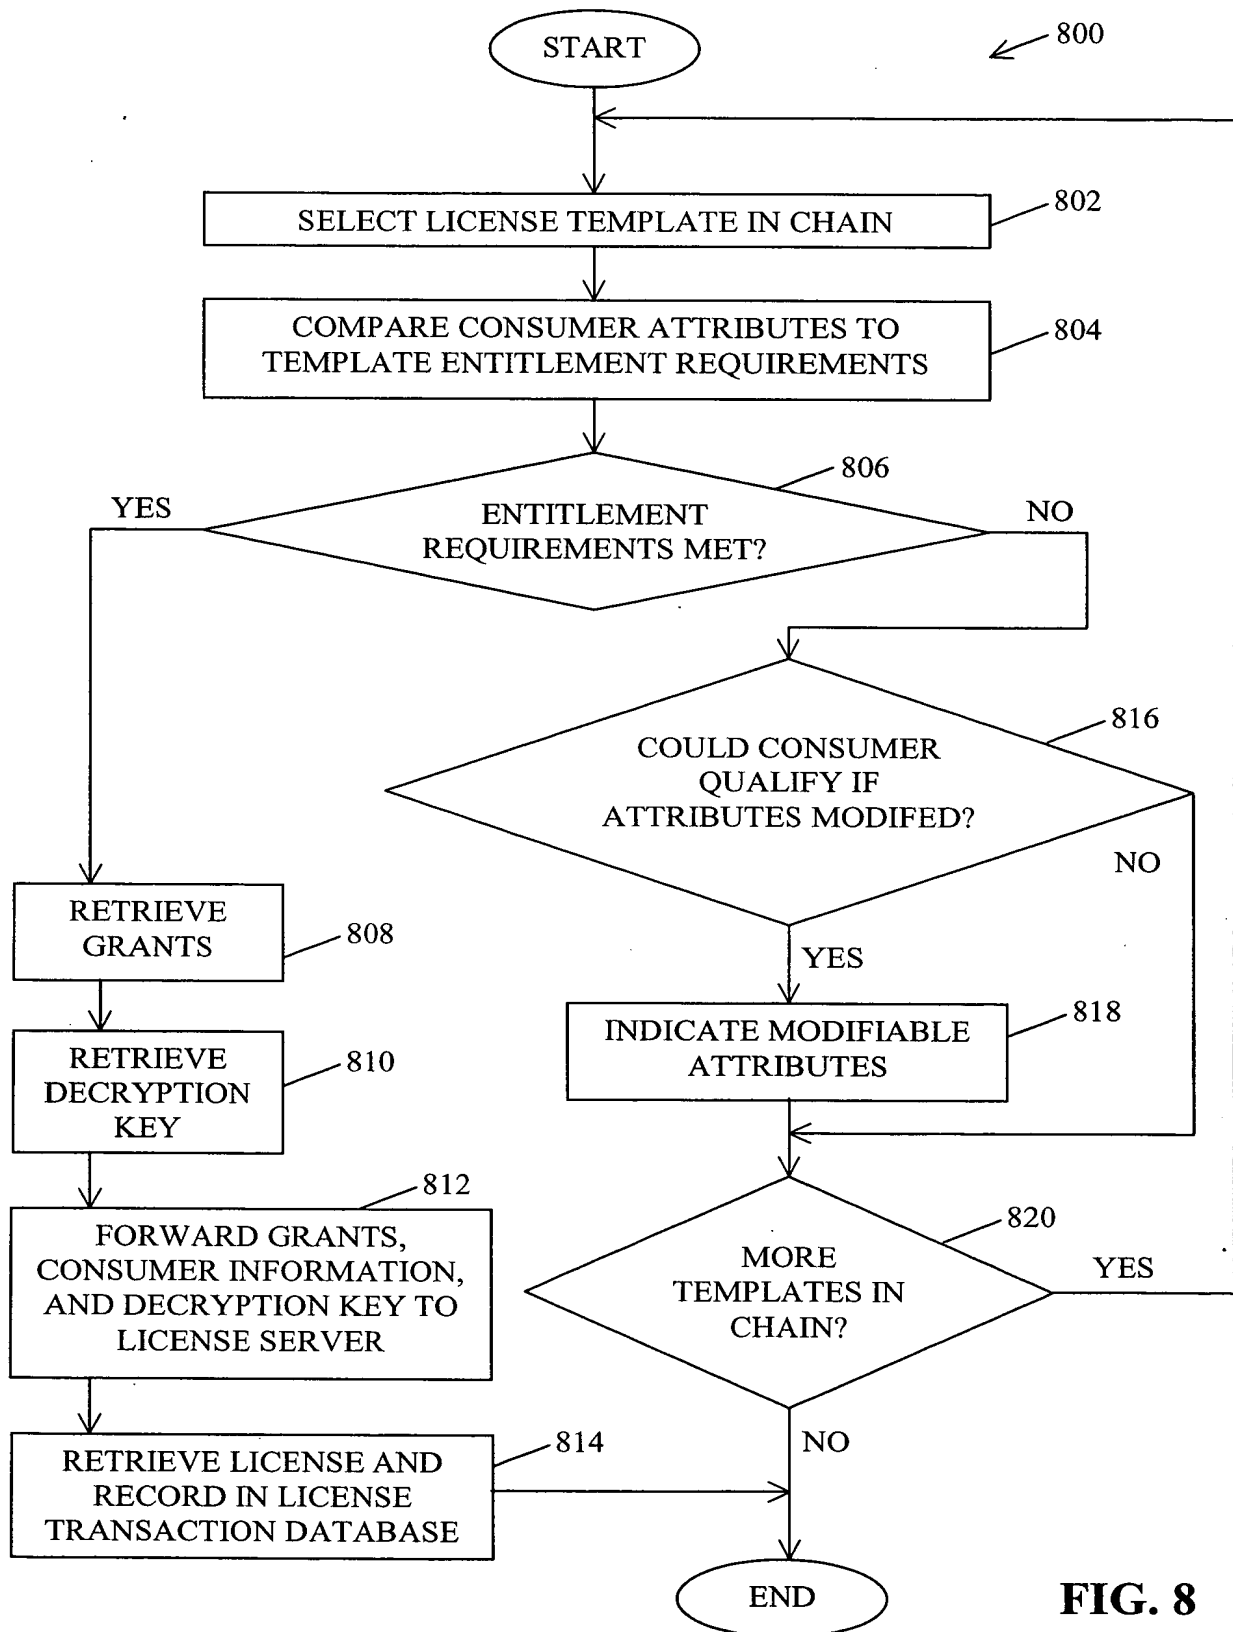 START
800
SELECT LICENSE TEMPLATE IN CHAIN
802
COMPARE CONSUMER ATTRIBUTES TO
TEMPLATE ENTITLEMENT REQUIREMENTS
804
806
YES
ENTITLEMENT
REQUIREMENTS MET?
NO
816
COULD CONSUMER
QUALIFY IF
ATTRIBUTES MODIFED?
NO
RETRIEVE
GRANTS
808
YES
INDICATE MODIFIABLE
ATTRIBUTES
818
RETRIEVE
DECRYPTION
KEY
810
812
FORWARD GRANTS,
CONSUMER INFORMATION,
AND DECRYPTION KEY TO
LICENSE SERVER
820
MORE
TEMPLATES IN
CHAIN?
YES
NO
RETRIEVE LICENSE AND
RECORD IN LICENSE
TRANSACTION DATABASE
814
END
FIG. 8